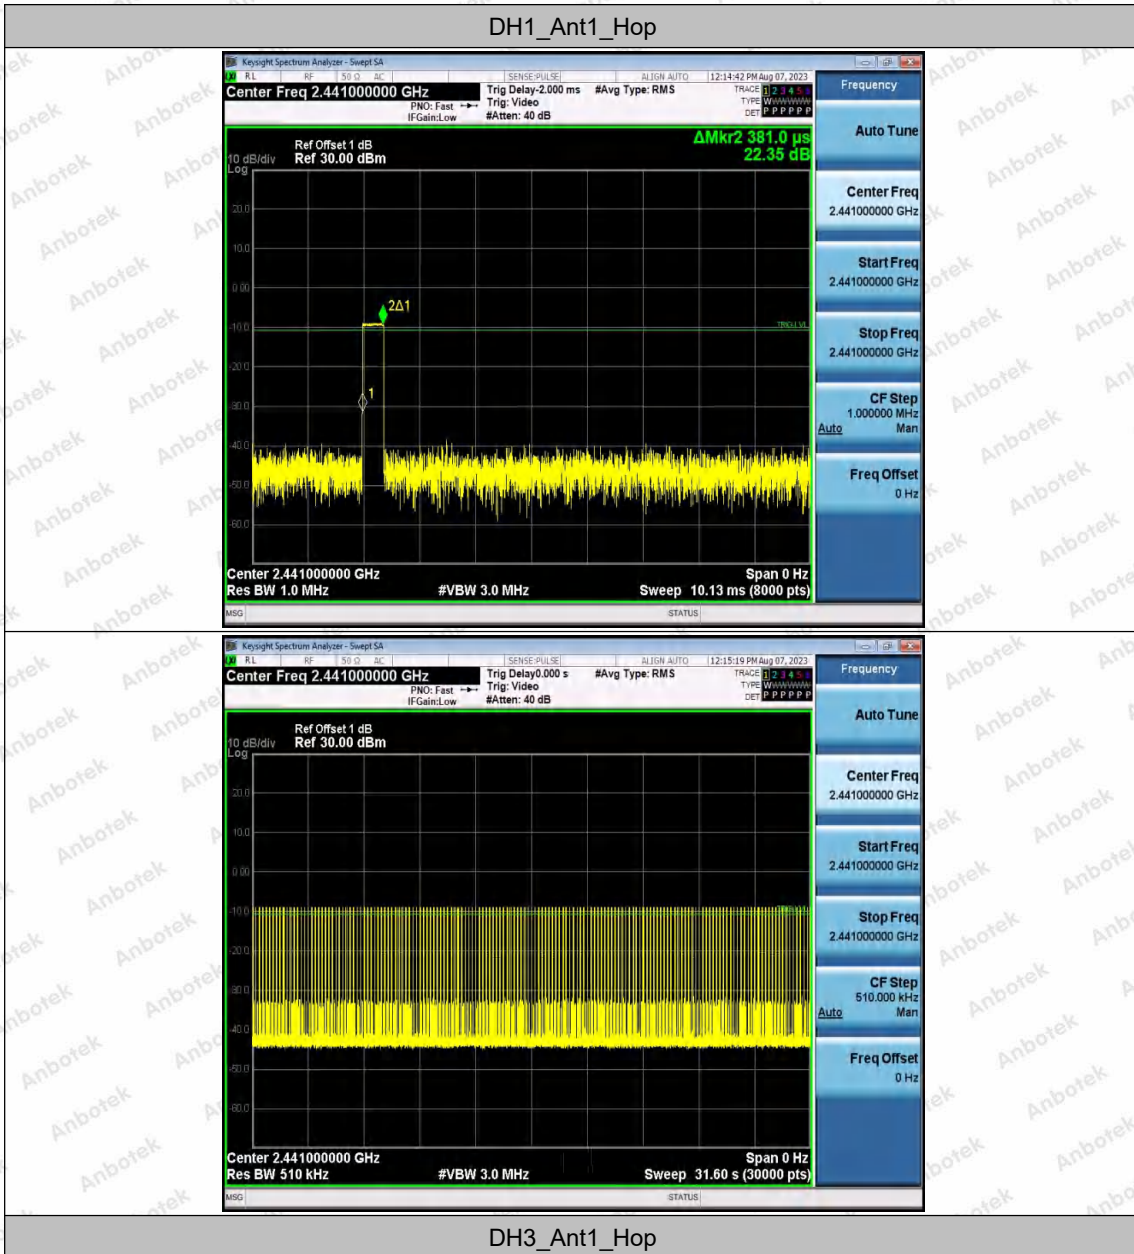 DH1_Ant1_Hop
Keysight Spectrum Analyzer - Swept SA
RL RF 50 Ω AC SENSE:PULSE ALIGN AUTO 12:14:42 PM Aug 07, 2023
Center Freq 2.441000000 GHz
PNO: Fast
IFGain:Low
Trig Delay-2.000 ms
Trig: Video
#Atten: 40 dB
#Avg Type: RMS
TRACE 1 2 3 4 5 6
TYPE WWWWWW
DET P P P P P P
Frequency
ΔMkr2 381.0 µs
22.35 dB
Ref Offset 1 dB
10 dB/div Ref 30.00 dBm
Log
20.0
10.0
0.00
-10.0
-20.0
-30.0
-40.0
-50.0
-60.0
2Δ1
TRIG LVL
1
Auto Tune
Center Freq
2.441000000 GHz
Start Freq
2.441000000 GHz
Stop Freq
2.441000000 GHz
CF Step
1.000000 MHz
Auto Man
Freq Offset
0 Hz
Center 2.441000000 GHz Span 0 Hz
Res BW 1.0 MHz #VBW 3.0 MHz Sweep 10.13 ms (8000 pts)
MSG STATUS
Keysight Spectrum Analyzer - Swept SA
RL RF 50 Ω AC SENSE:PULSE ALIGN AUTO 12:15:19 PM Aug 07, 2023
Center Freq 2.441000000 GHz
PNO: Fast
IFGain:Low
Trig Delay0.000 s
Trig: Video
#Atten: 40 dB
#Avg Type: RMS
TRACE 1 2 3 4 5 6
TYPE WWWWWW
DET P P P P P P
Frequency
Ref Offset 1 dB
10 dB/div Ref 30.00 dBm
Log
20.0
10.0
0.00
-10.0
-20.0
-30.0
-40.0
-50.0
-60.0
TRIG LVL
Auto Tune
Center Freq
2.441000000 GHz
Start Freq
2.441000000 GHz
Stop Freq
2.441000000 GHz
CF Step
510.000 kHz
Auto Man
Freq Offset
0 Hz
Center 2.441000000 GHz Span 0 Hz
Res BW 510 kHz #VBW 3.0 MHz Sweep 31.60 s (30000 pts)
MSG STATUS
DH3_Ant1_Hop
Anbotek